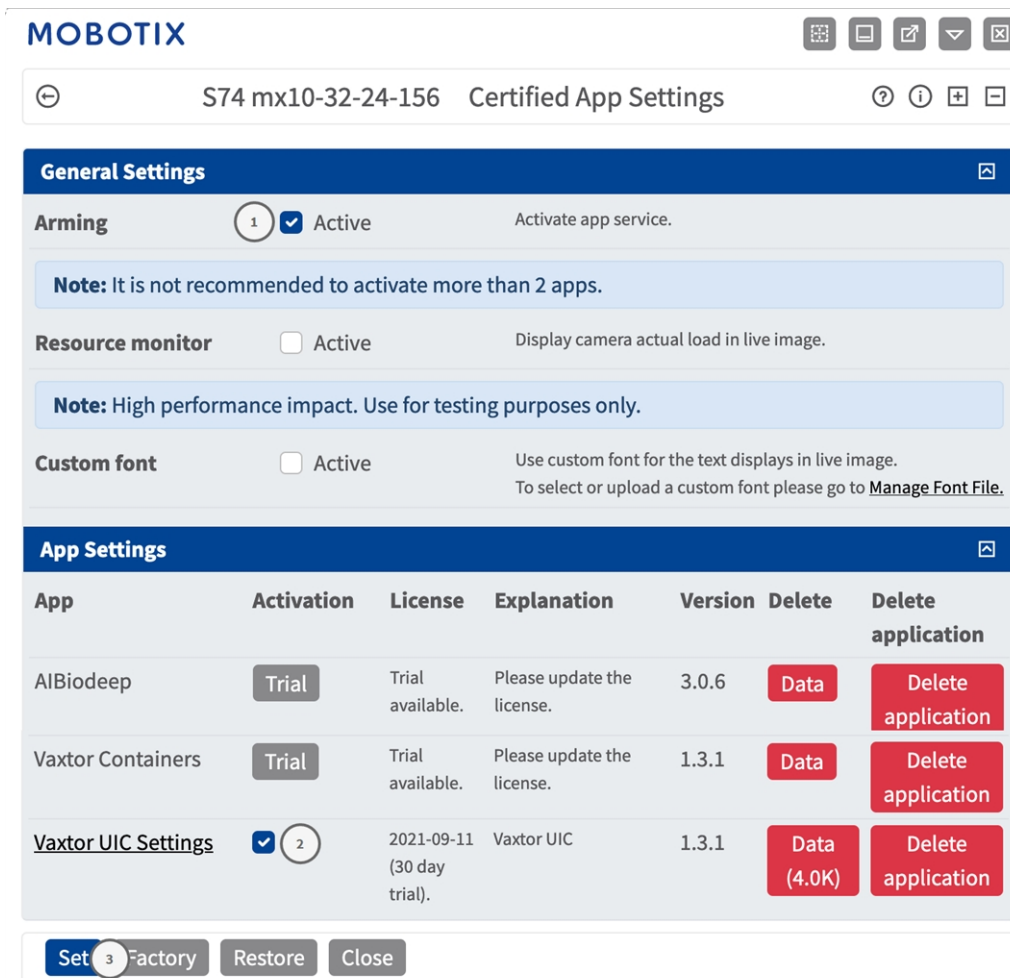 MOBOTIX
S74 mx10-32-24-156 Certified App Settings
General Settings
Arming 1 Active Activate app service.
Note: It is not recommended to activate more than 2 apps.
Resource monitor Active Display camera actual load in live image.
Note: High performance impact. Use for testing purposes only.
Custom font Active Use custom font for the text displays in live image.
To select or upload a custom font please go to Manage Font File.
App Settings
App Activation License Explanation Version Delete Delete
application
AIBiodeep Trial Trial Please update the 3.0.6 Data Delete
available. license. application
Vaxtor Containers Trial Trial Please update the 1.3.1 Data Delete
available. license. application
Vaxtor UIC Settings 2 2021-09-11 Vaxtor UIC 1.3.1 Data Delete
(30 day (4.0K) application
trial).
Set 3 Factory Restore Close